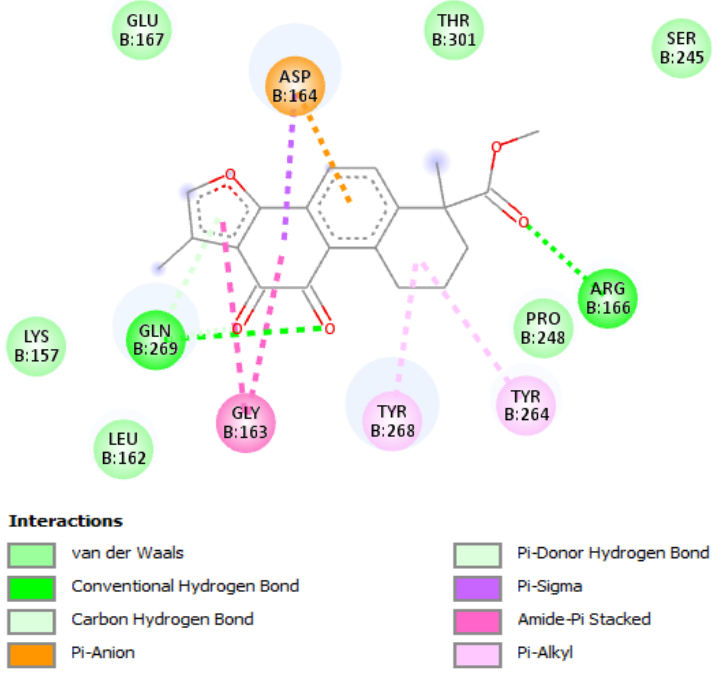 GLU
B:167
THR
B:301
SER
B:245
ASP
B:164
O
O
O
ARG
B:166
LYS
B:157
GLN
B:269
O
O
PRO
B:248
GLY
B:163
TYR
B:268
TYR
B:264
LEU
B:162
Interactions
van der Waals
Conventional Hydrogen Bond
Carbon Hydrogen Bond
Pi-Anion
Pi-Donor Hydrogen Bond
Pi-Sigma
Amide-Pi Stacked
Pi-Alkyl